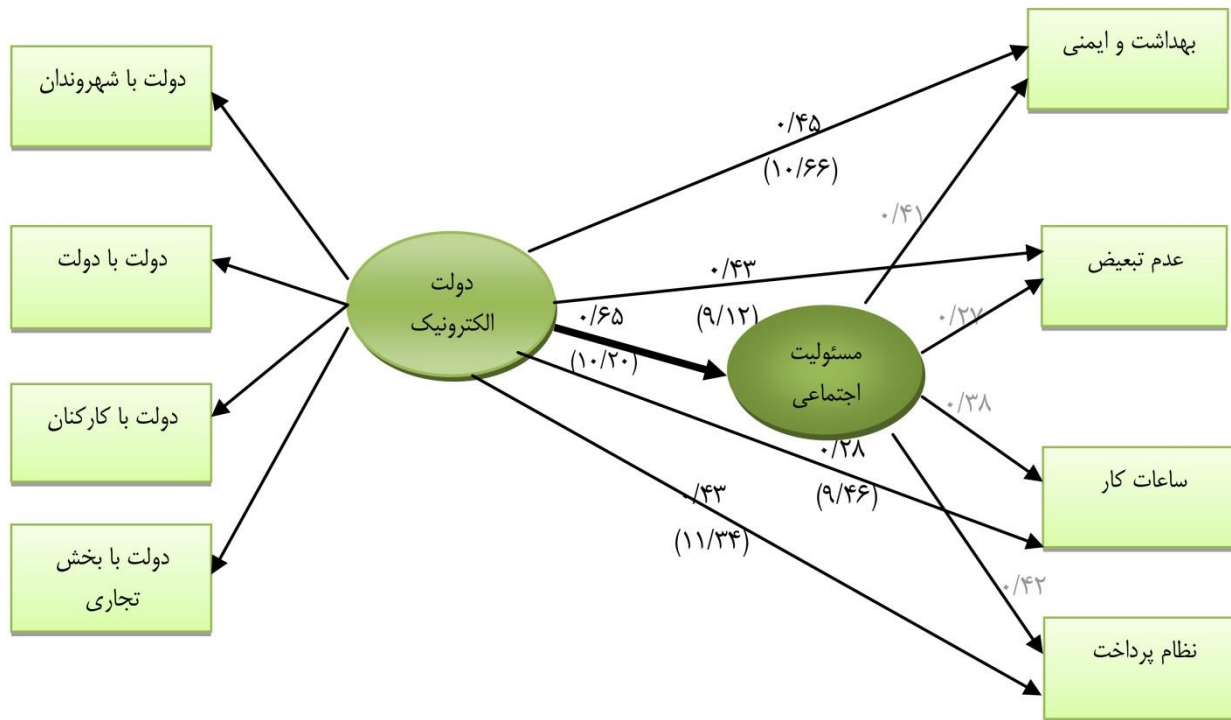 بهداشت و ایمنی
دولت با شهروندان
۰/۴۵
(۱۰/۶۶)
۰/۴۱
عدم تبعیض
دولت با دولت
۰/۴۳
(۹/۱۲)
۰/۲۷
دولت
الکترونیک
۰/۶۵
(۱۰/۲۰)
مسئولیت
اجتماعی
۰/۳۸
دولت با کارکنان
۰/۲۸
(۹/۴۶)
ساعات کار
۰/۴۳
(۱۱/۳۴)
دولت با بخش
تجاری
۰/۴۲
نظام پرداخت